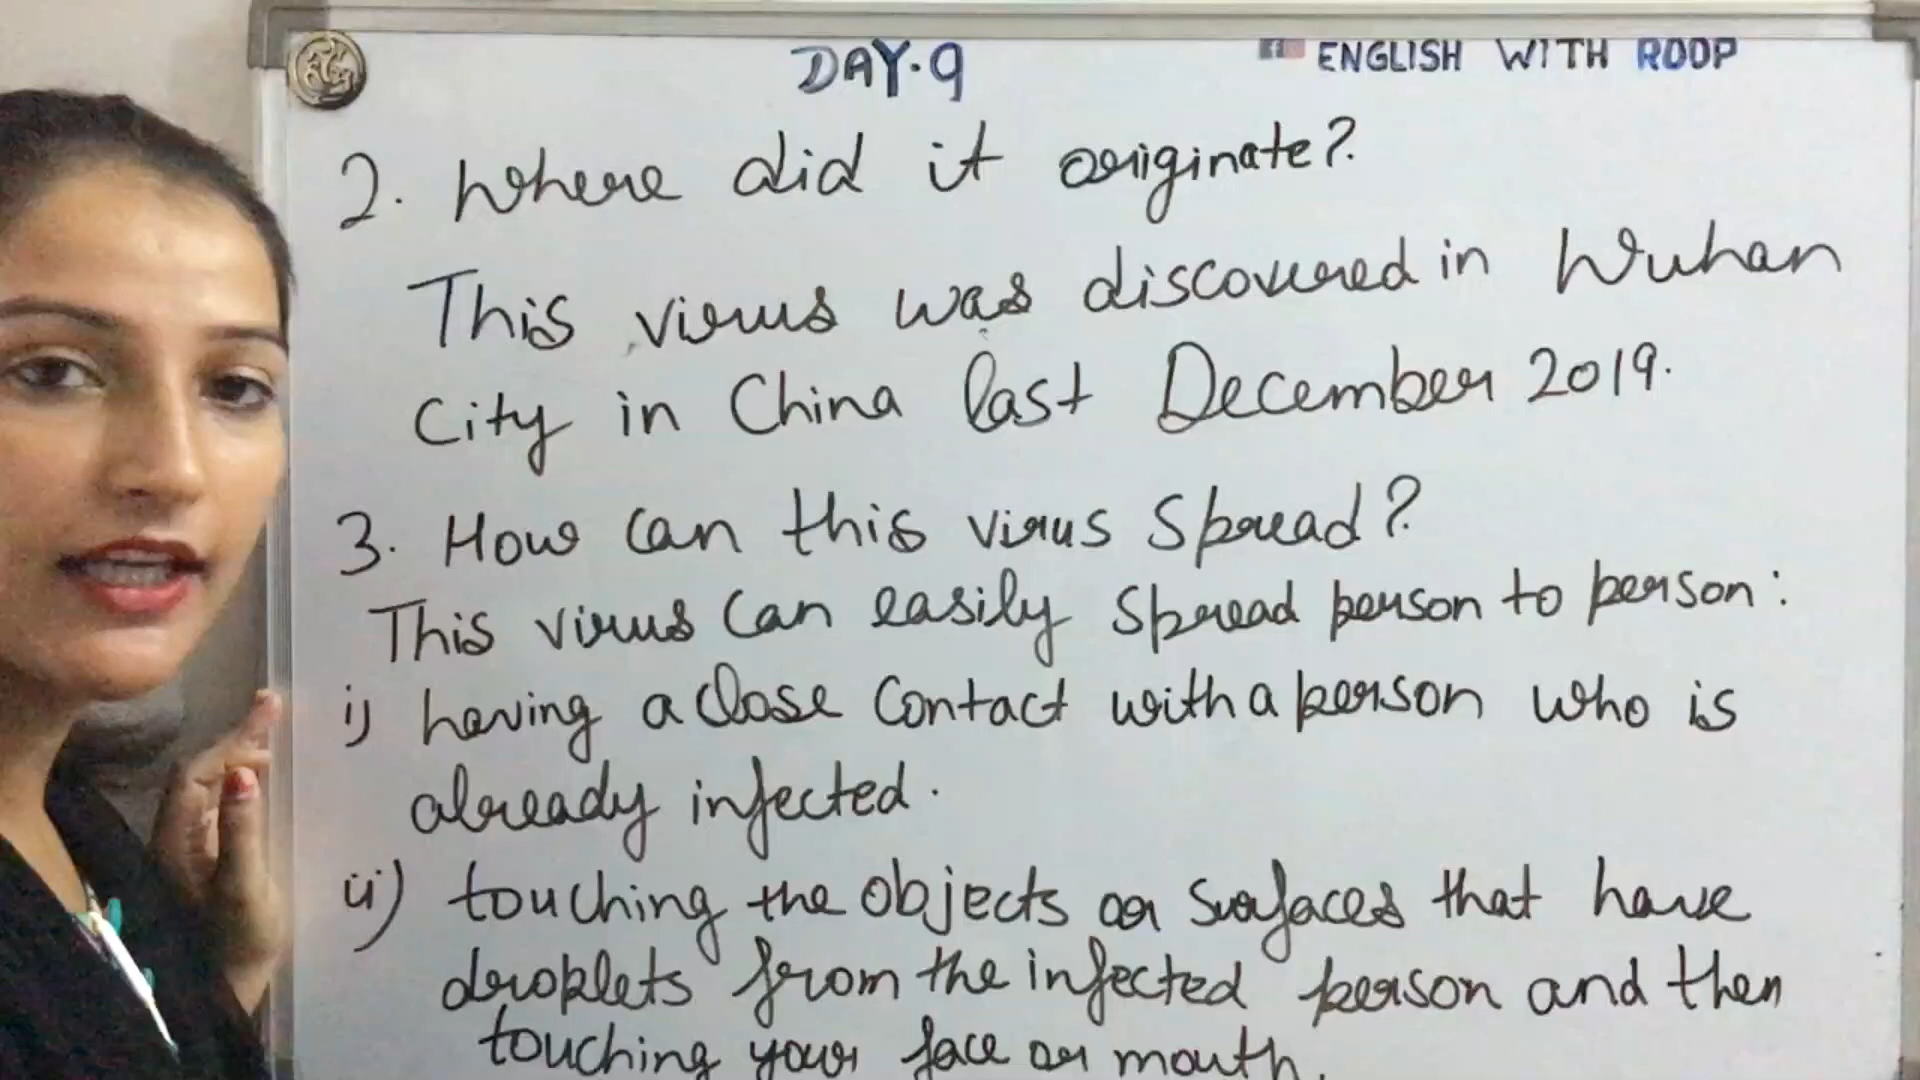 DAY.9
ENGLISH WITH ROOP
2. Where did it originate?
This virus was discovered in Wuhan
City in China last December 2019.
3. How can this virus spread?
This virus can easily spread person to person:
i) having a close contact with a person who is
already infected.
ii) touching the objects or surfaces that have
droplets from the infected person and then
touching your face or mouth.